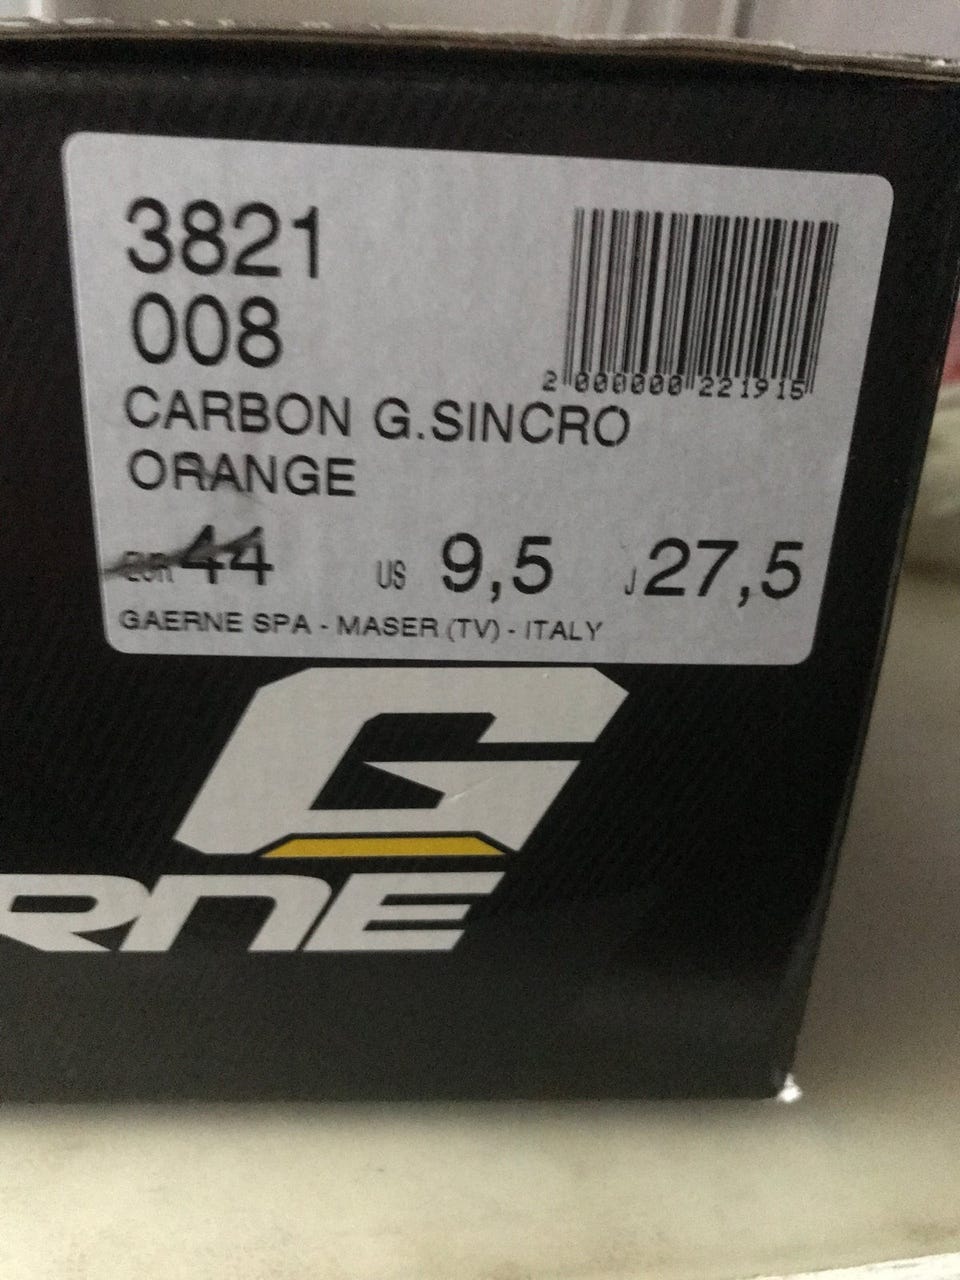 3821
008
2 000000 221915
CARBON G.SINCRO
ORANGE
EUR 44 US 9,5 J 27,5
GAERNE SPA - MASER (TV) - ITALY
G
RNE